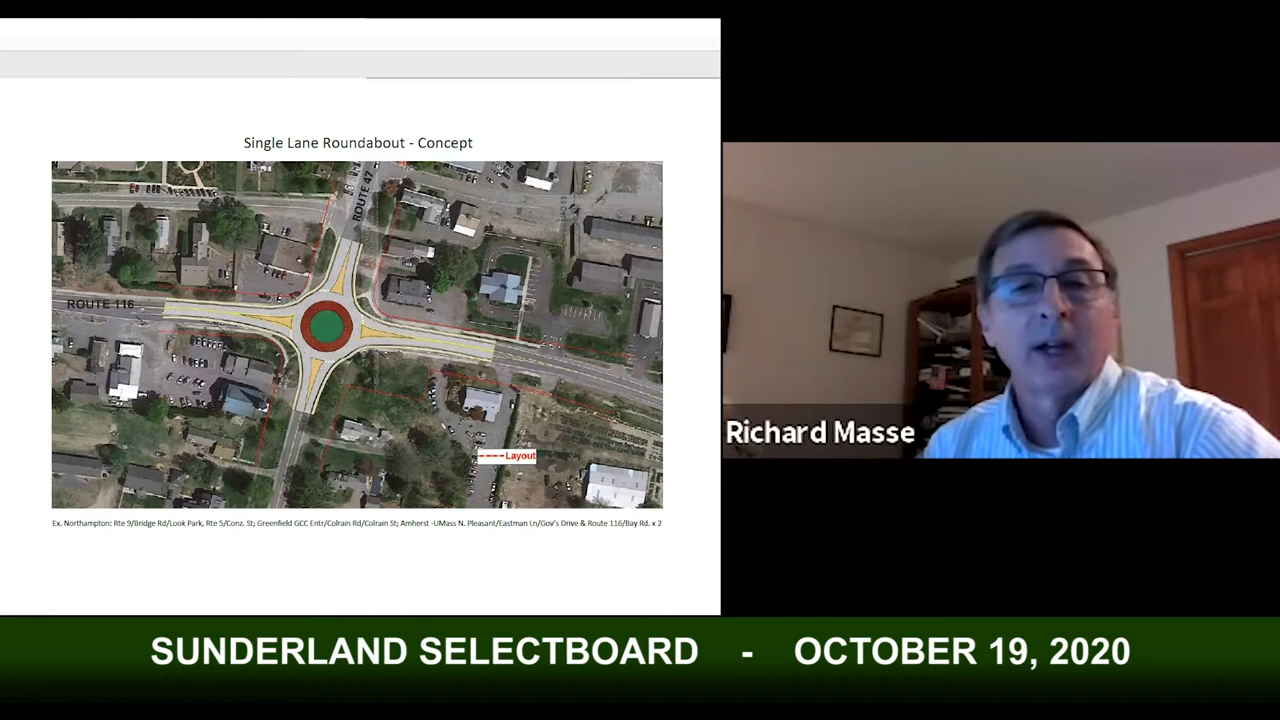 Single Lane Roundabout - Concept
ROUTE 47
ROUTE 116
Layout
Ex. Northampton: Rte 9/Bridge Rd/Look Park, Rte 5/Conz. St; Greenfield GCC Entr/Colrain Rd/Colrain St; Amherst -UMass N. Pleasant/Eastman Ln/Gov's Drive & Route 116/Bay Rd. x 2
Richard Masse
SUNDERLAND SELECTBOARD - OCTOBER 19, 2020